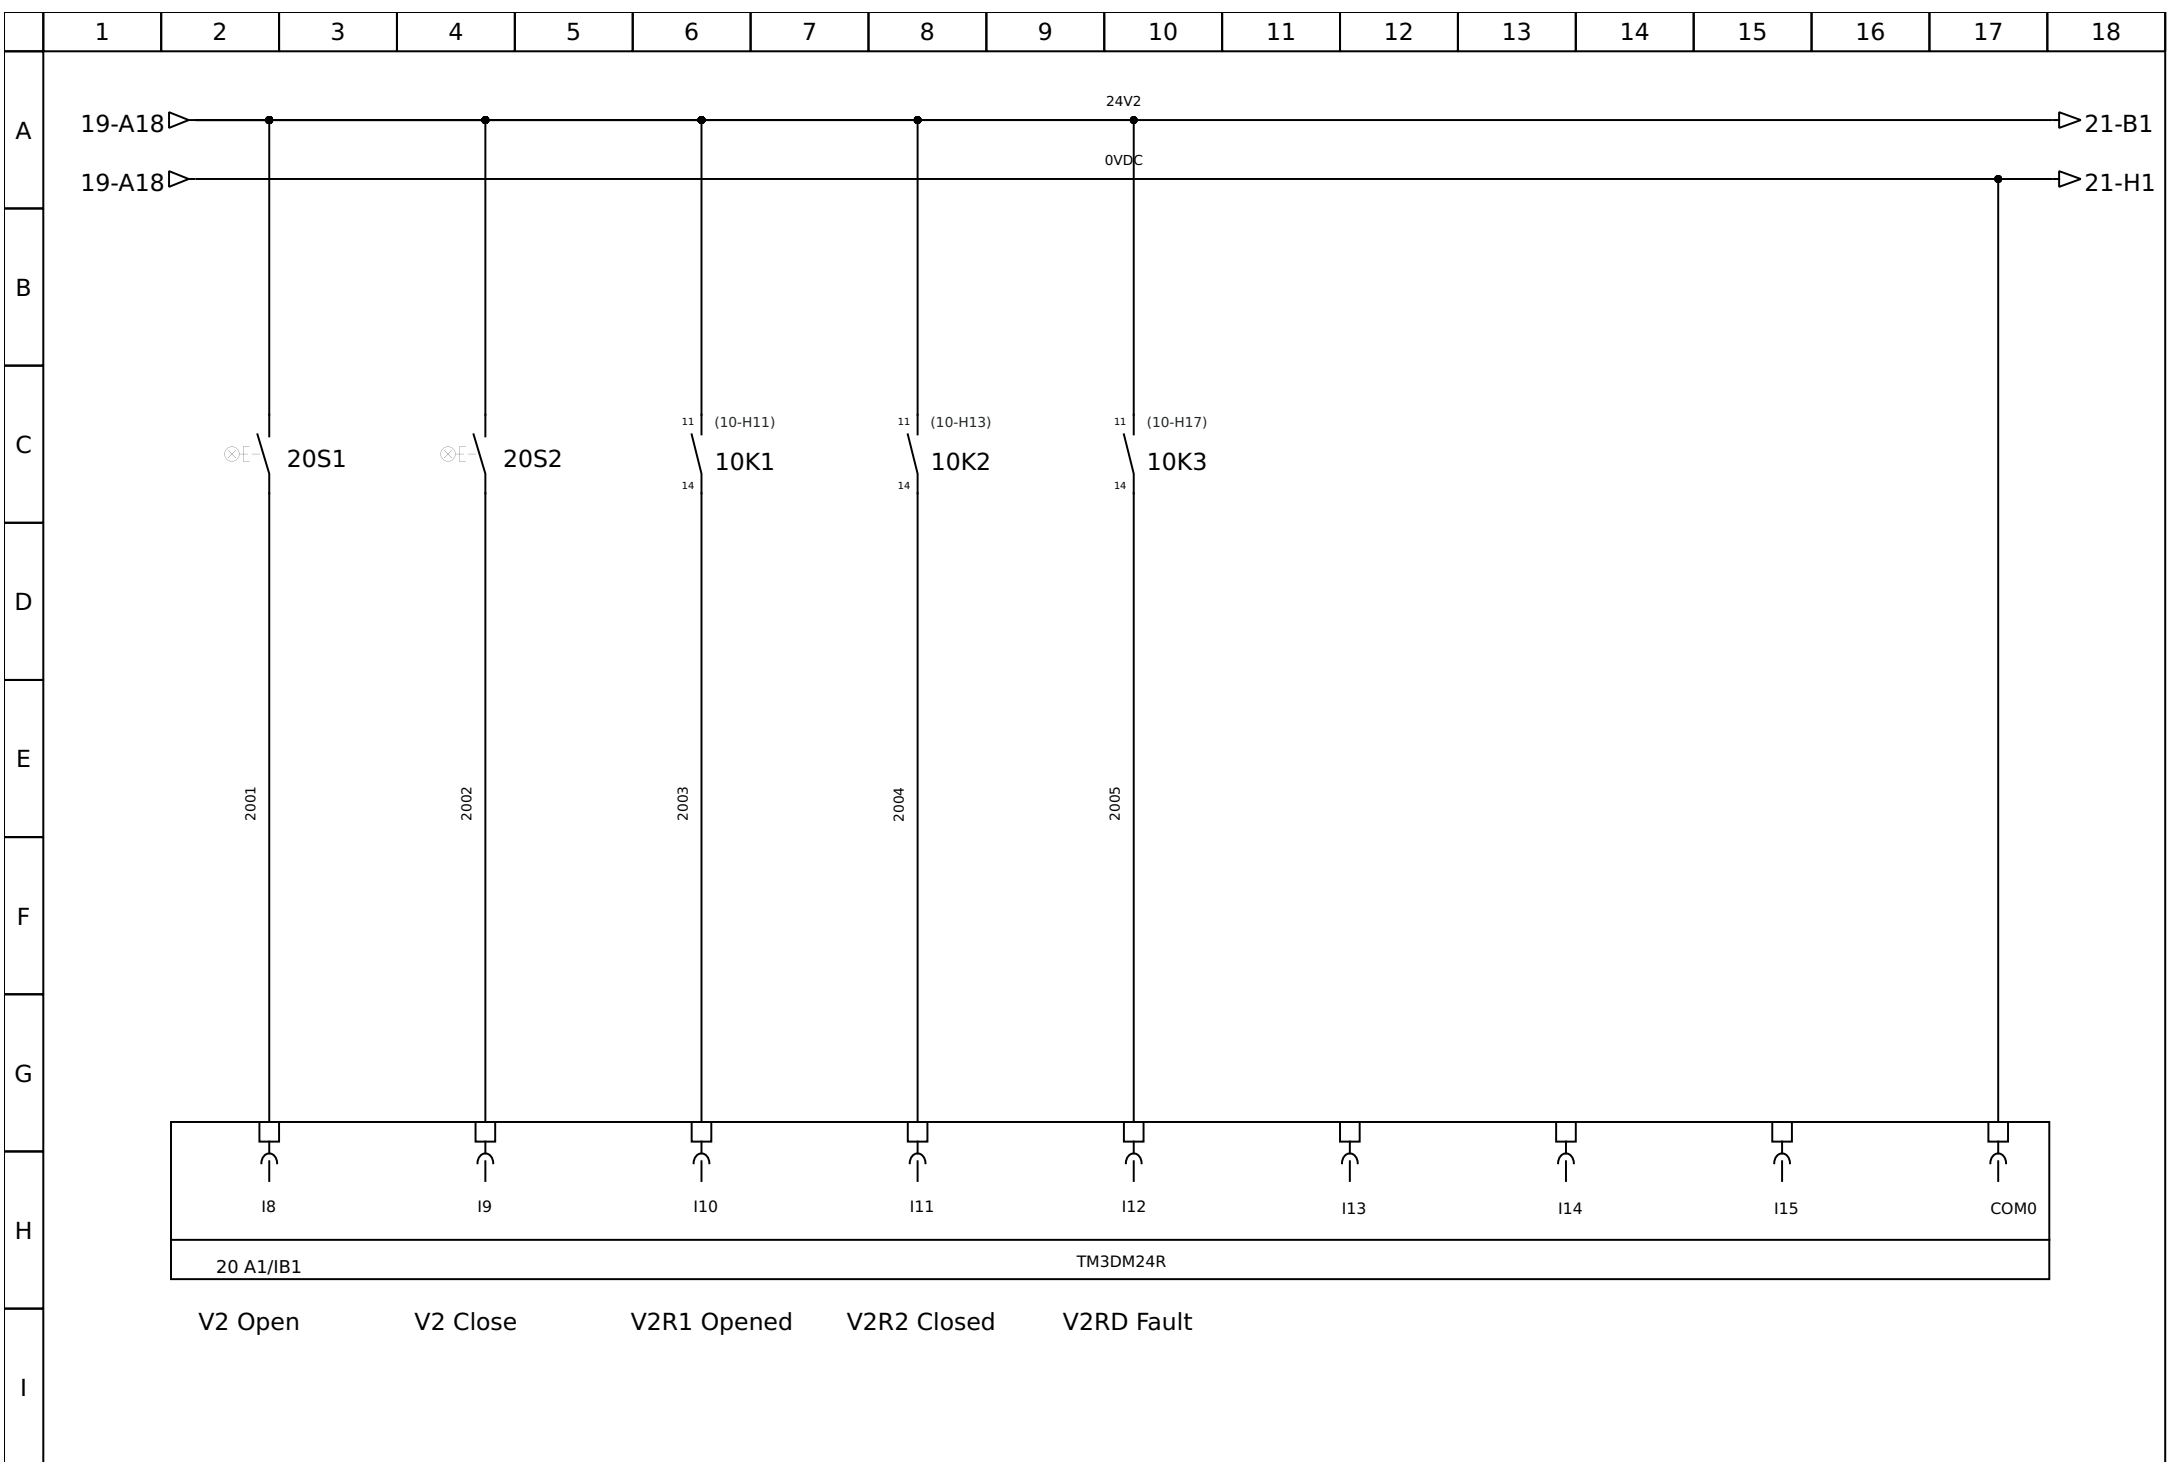 1 2 3 4 5 6 7 8 9 10 11 12 13 14 15 16 17 18
A
24V2
19-A18 21-B1
0VDC
19-A18 21-H1
B
C
11 (10-H11) 11 (10-H13) 11 (10-H17)
20S1 20S2 10K1 10K2 10K3
14 14 14
D
E
2001 2002 2003 2004 2005
F
G
H
I8 I9 I10 I11 I12 I13 I14 I15 COM0
20 A1/IB1 TM3DM24R
V2 Open V2 Close V2R1 Opened V2R2 Closed V2RD Fault
I